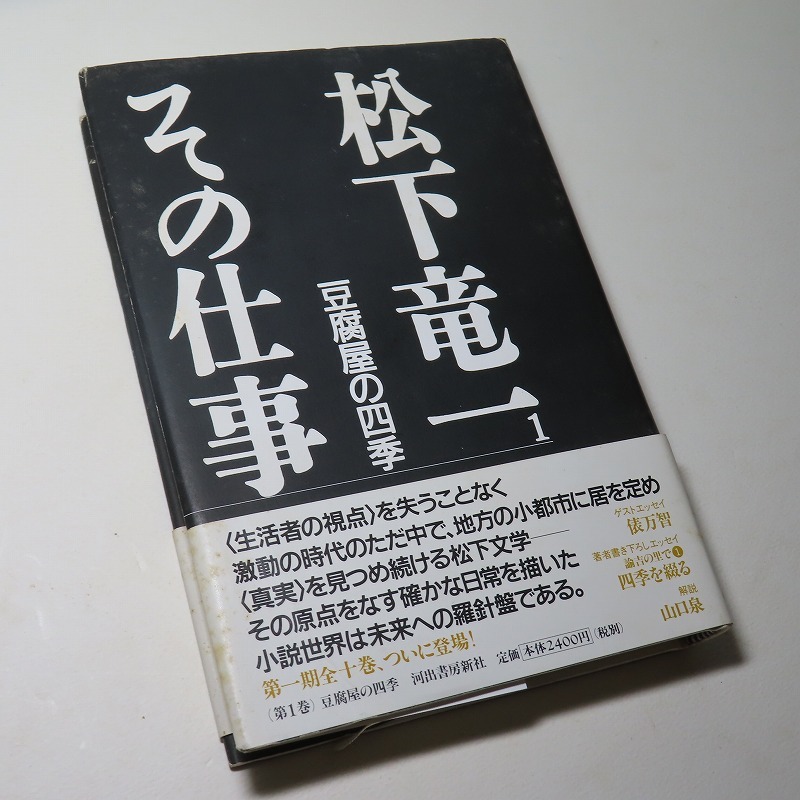 松下竜一
その仕事
1
豆腐屋の四季
〈生活者の視点〉を失うことなく
激動の時代のただ中で、地方の小都市に居を定め
〈真実〉を見つめ続ける松下文学――
その原点をなす確かな日常を描いた
小説世界は未来への羅針盤である。
第一期全十巻、ついに登場!
(第1巻) 豆腐屋の四季 河出書房新社 定価 本体2400円 (税別)
ゲストエッセイ
俵万智
著者書き下ろしエッセイ
諭吉の里で❶
四季を綴る
解説
山口泉